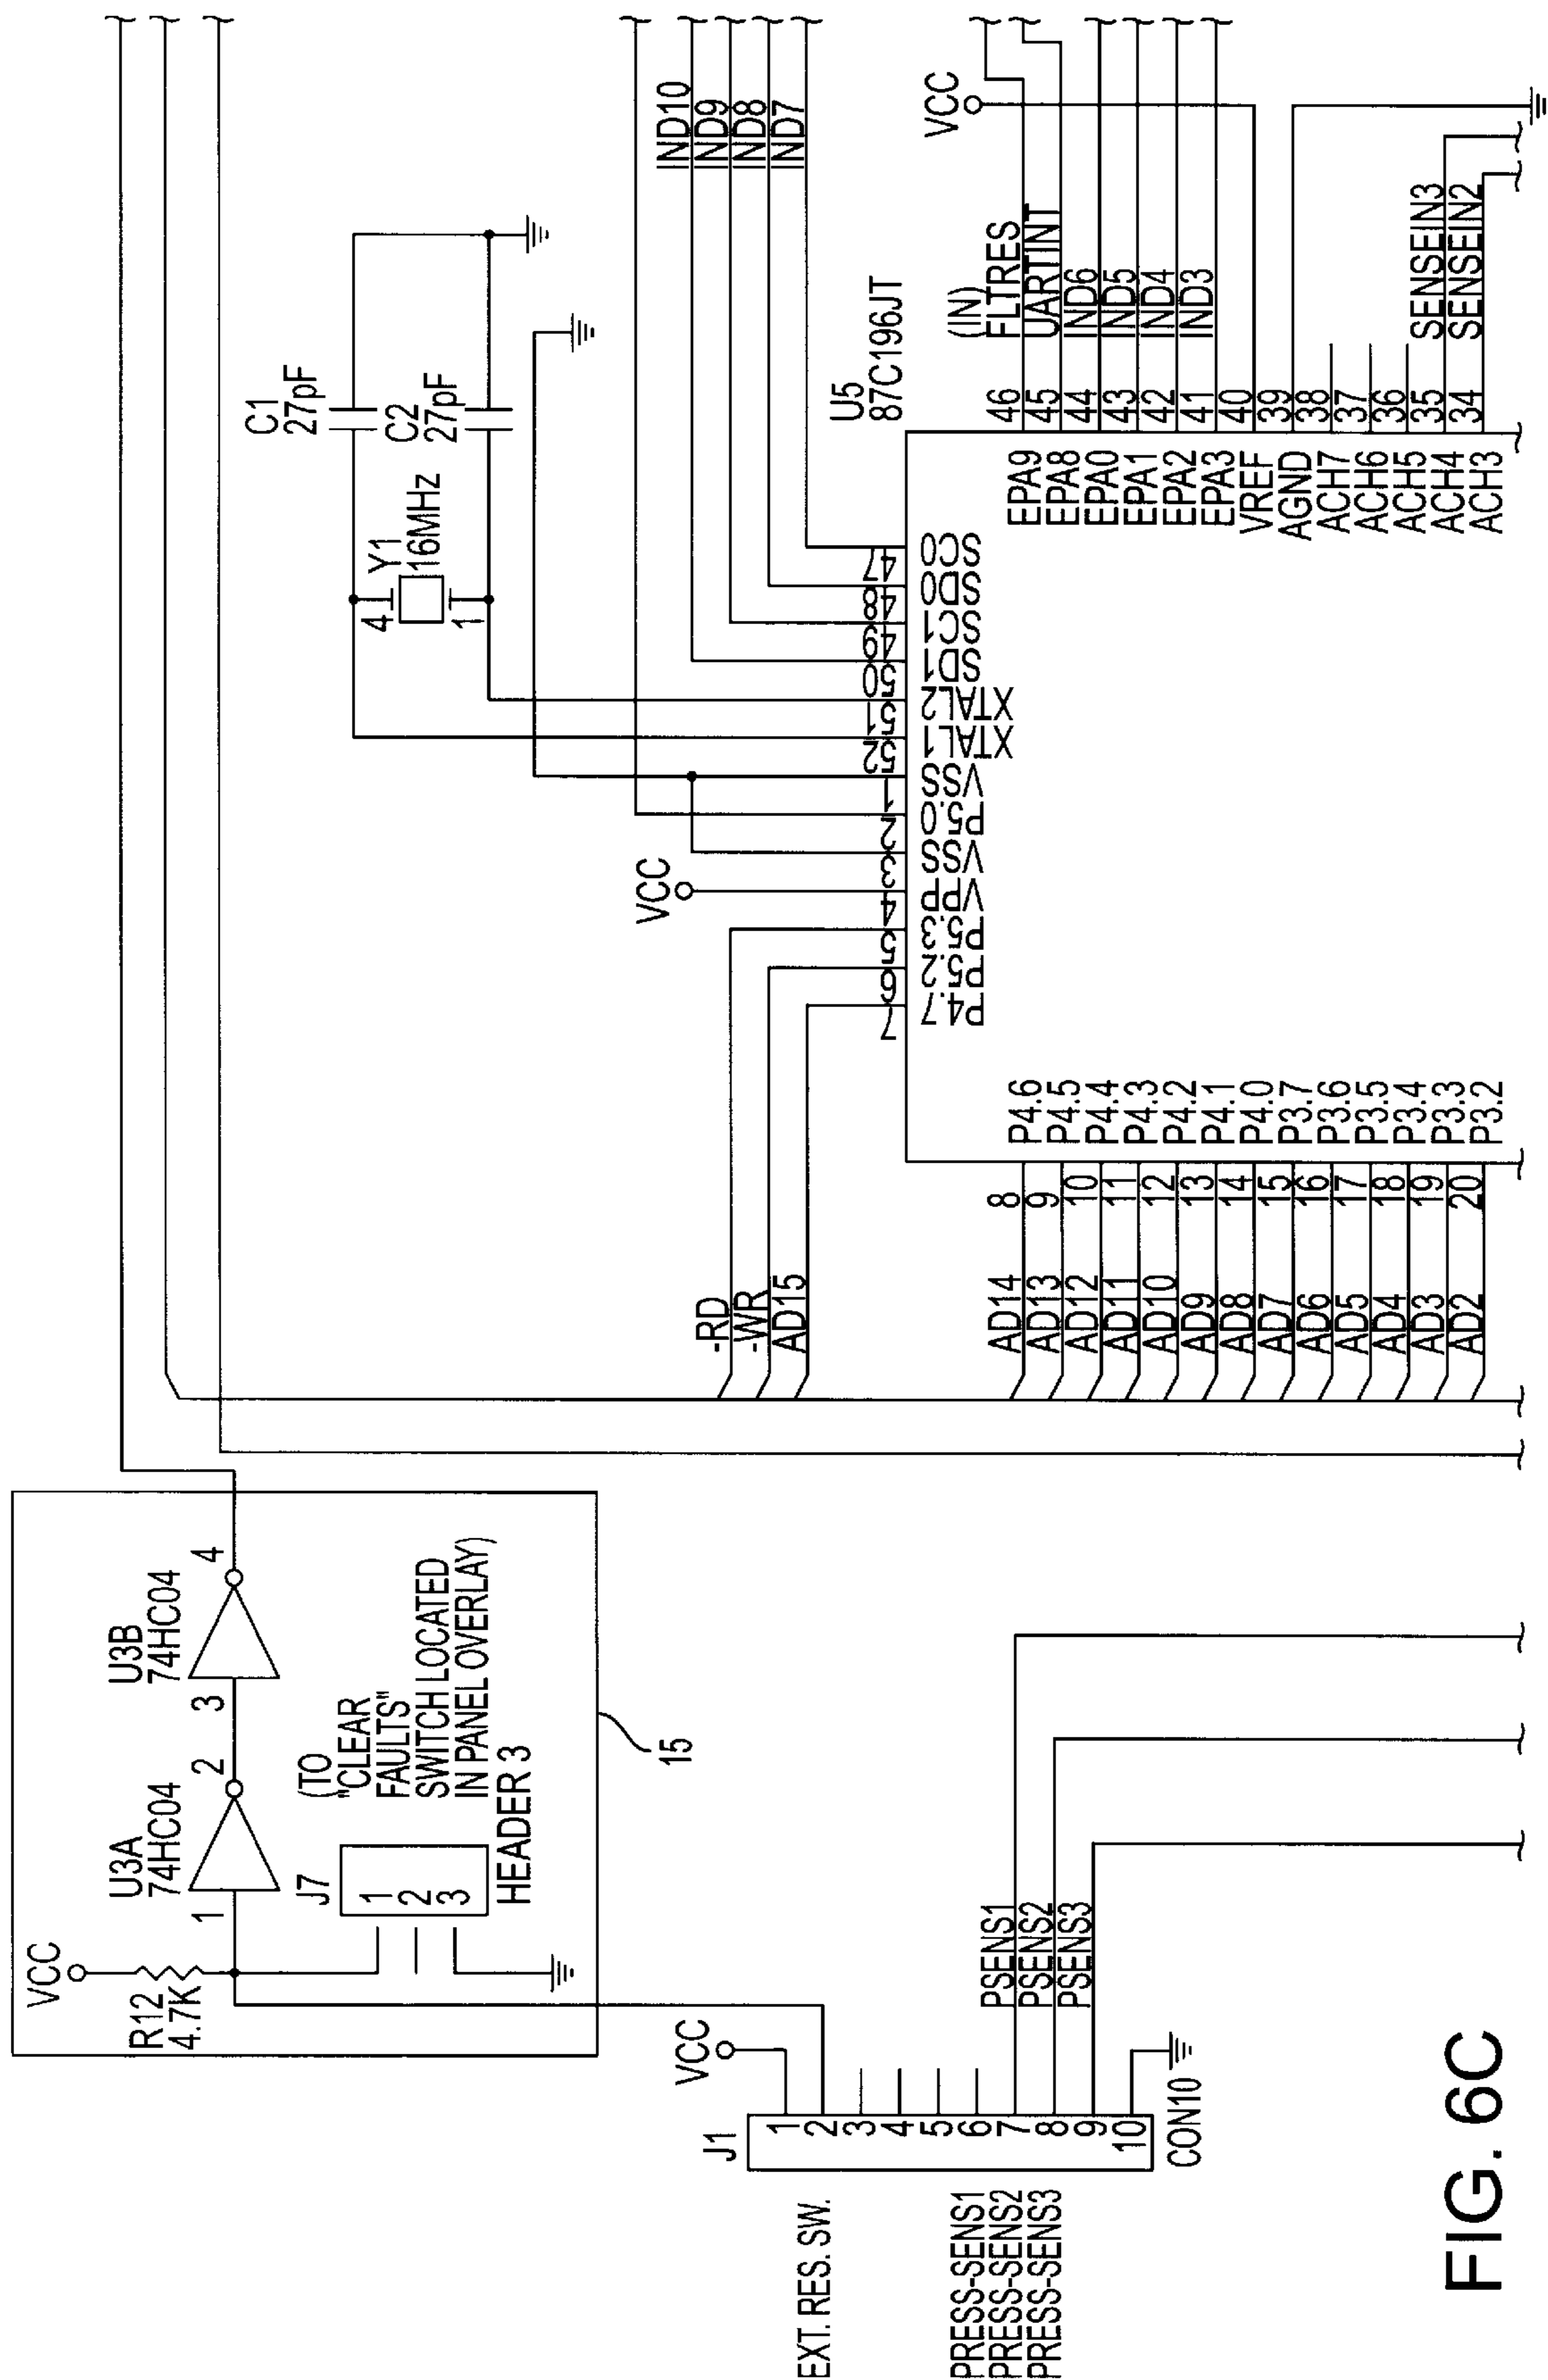 VCC
R12
4.7K
U3A
74HC04
1
2
U3B
74HC04
3
4
J7
1
2
3
HEADER 3
(TO
"CLEAR
FAULTS"
SWITCH LOCATED
IN PANEL OVERLAY)
15
EXT. RES. SW.
PRESS-SENS1
PRESS-SENS2
PRESS-SENS3
J1
1
2
3
4
5
6
7
8
9
10
CON10
VCC
PSENS1
PSENS2
PSENS3
C1
27pF
C2
27pF
Y1
16MHz
4
1
VCC
-RD
-WR
AD15
IND10
IND9
IND8
IND7
U5
87C196JT
7 P4.7
6 P5.2
5 P5.3
4 VPP
3 VSS
2 P5.0
1 VSS
52 XTAL1
51 XTAL2
50 SD1
49 SC1
48 SD0
47 SC0
AD14 8 P4.6
AD13 9 P4.5
AD12 10 P4.4
AD11 11 P4.3
AD10 12 P4.2
AD9 13 P4.1
AD8 14 P4.0
AD7 15 P3.7
AD6 16 P3.6
AD5 17 P3.5
AD4 18 P3.4
AD3 19 P3.3
AD2 20 P3.2
VCC
(IN)
EPA9 46 FLTRES
EPA8 45 UARTINT
EPA0 44 IND6
EPA1 43 IND5
EPA2 42 IND4
EPA3 41 IND3
VREF 40
AGND 39
ACH7 38
ACH6 37
ACH5 36
ACH4 35 SENSEIN3
ACH3 34 SENSEIN2
FIG. 6C